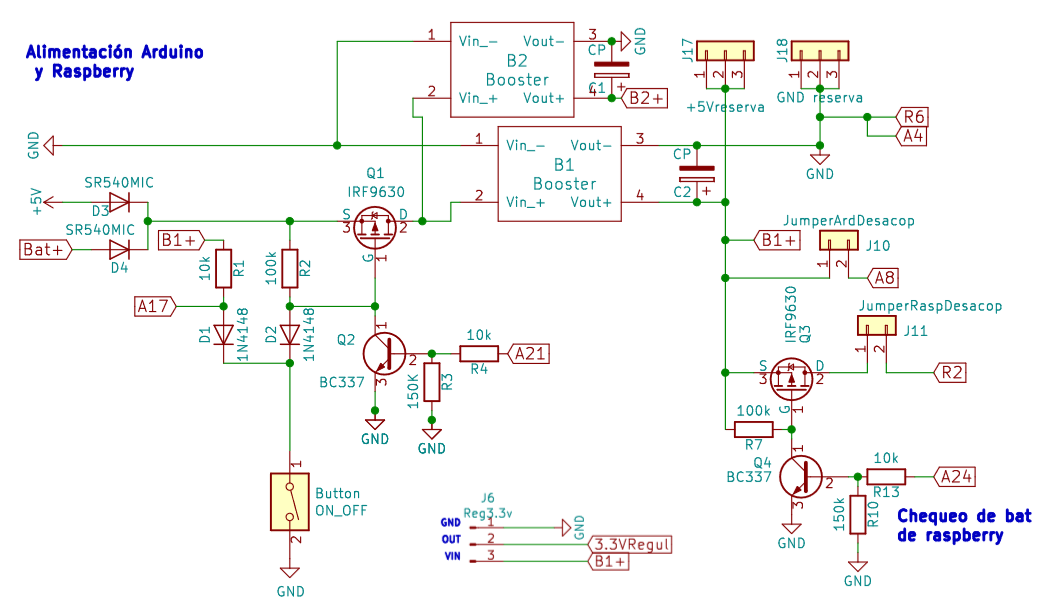 Alimentación Arduino
y Raspberry
1 Vin_- Vout- 3 GND
B2
Booster
CP
C1
2 Vin_+ Vout+ 4 B2+
J17 J18
1 2 3 1 2 3
+5Vreserva GND reserva
R6
A4
GND
GND 1 Vin_- Vout- 3
B1
Booster
CP
C2
2 Vin_+ Vout+ 4
+5V SR540MIC
D3
SR540MIC
Bat+ D4
Q1
IRF9630
S D
3 2
G 1
B1+ 10k R1
100k R2
A17 D1 1N4148
D2 1N4148
Q2
BC337
1
2
3
GND
10k
R4 A21
150K R3
GND
1
Button
ON_OFF
2
GND
B1+
JumperArdDesacop
J10
1 2
A8
JumperRaspDesacop
J11
1 2
R2
IRF9630
Q3
S D
3 2
G 1
100k
R7
Q4
BC337
1
2
3
GND
10k
R13 A24
150k R10
GND
Chequeo de bat
de raspberry
J6
Reg3.3v
GND 1 GND
OUT 2 3.3VRegul
VIN 3 B1+